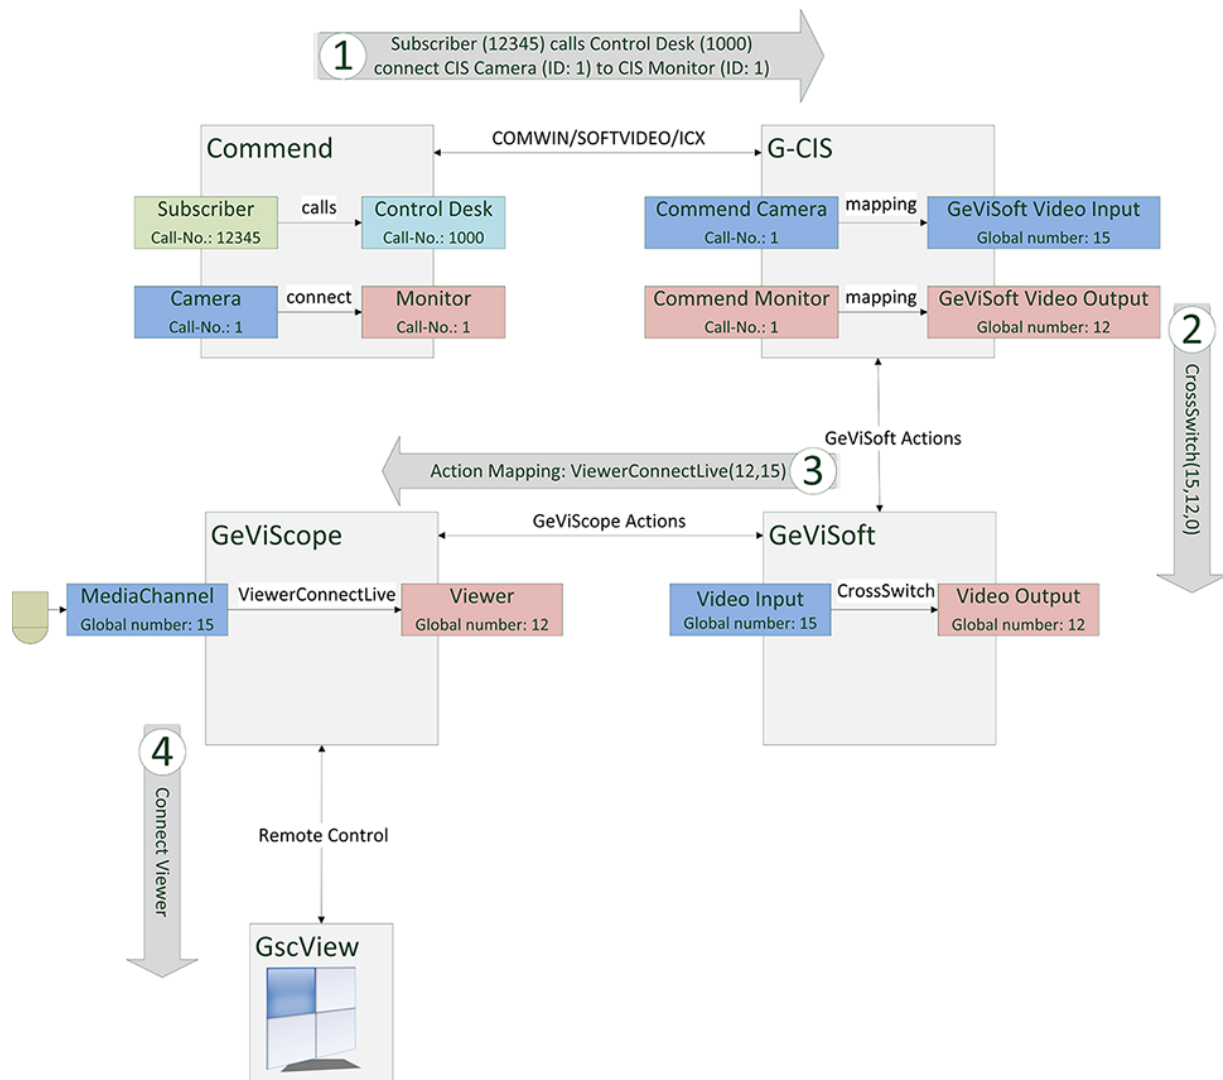 1
Subscriber (12345) calls Control Desk (1000)
connect CIS Camera (ID: 1) to CIS Monitor (ID: 1)
Commend
COMWIN/SOFTVIDEO/ICX
G-CIS
Subscriber
Call-No.: 12345
calls
Control Desk
Call-No.: 1000
Commend Camera
Call-No.: 1
mapping
GeViSoft Video Input
Global number: 15
Camera
Call-No.: 1
connect
Monitor
Call-No.: 1
Commend Monitor
Call-No.: 1
mapping
GeViSoft Video Output
Global number: 12
2
CrossSwitch(15,12,0)
GeViSoft Actions
Action Mapping: ViewerConnectLive(12,15)
3
GeViScope
GeViScope Actions
GeViSoft
MediaChannel
Global number: 15
ViewerConnectLive
Viewer
Global number: 12
Video Input
Global number: 15
CrossSwitch
Video Output
Global number: 12
4
Connect Viewer
Remote Control
GscView